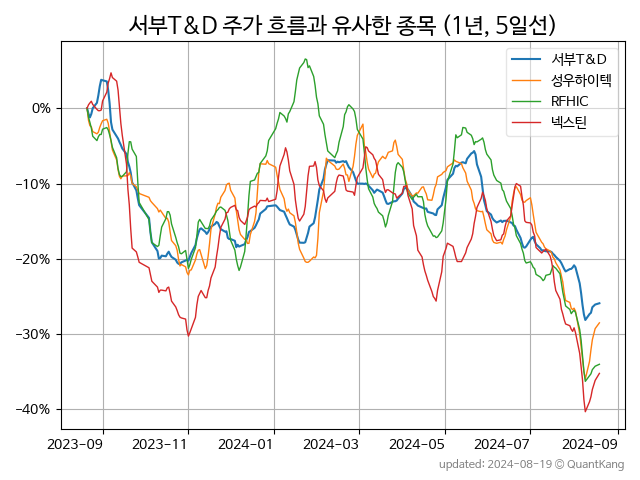 서부T&D 주가 흐름과 유사한 종목 (1년, 5일선)
서부T&D
성우하이텍
RFHIC
넥스틴
0%
−10%
−20%
−30%
−40%
2023−09
2023−11
2024−01
2024−03
2024−05
2024−07
2024−09
updated: 2024−08−19 © QuantKang